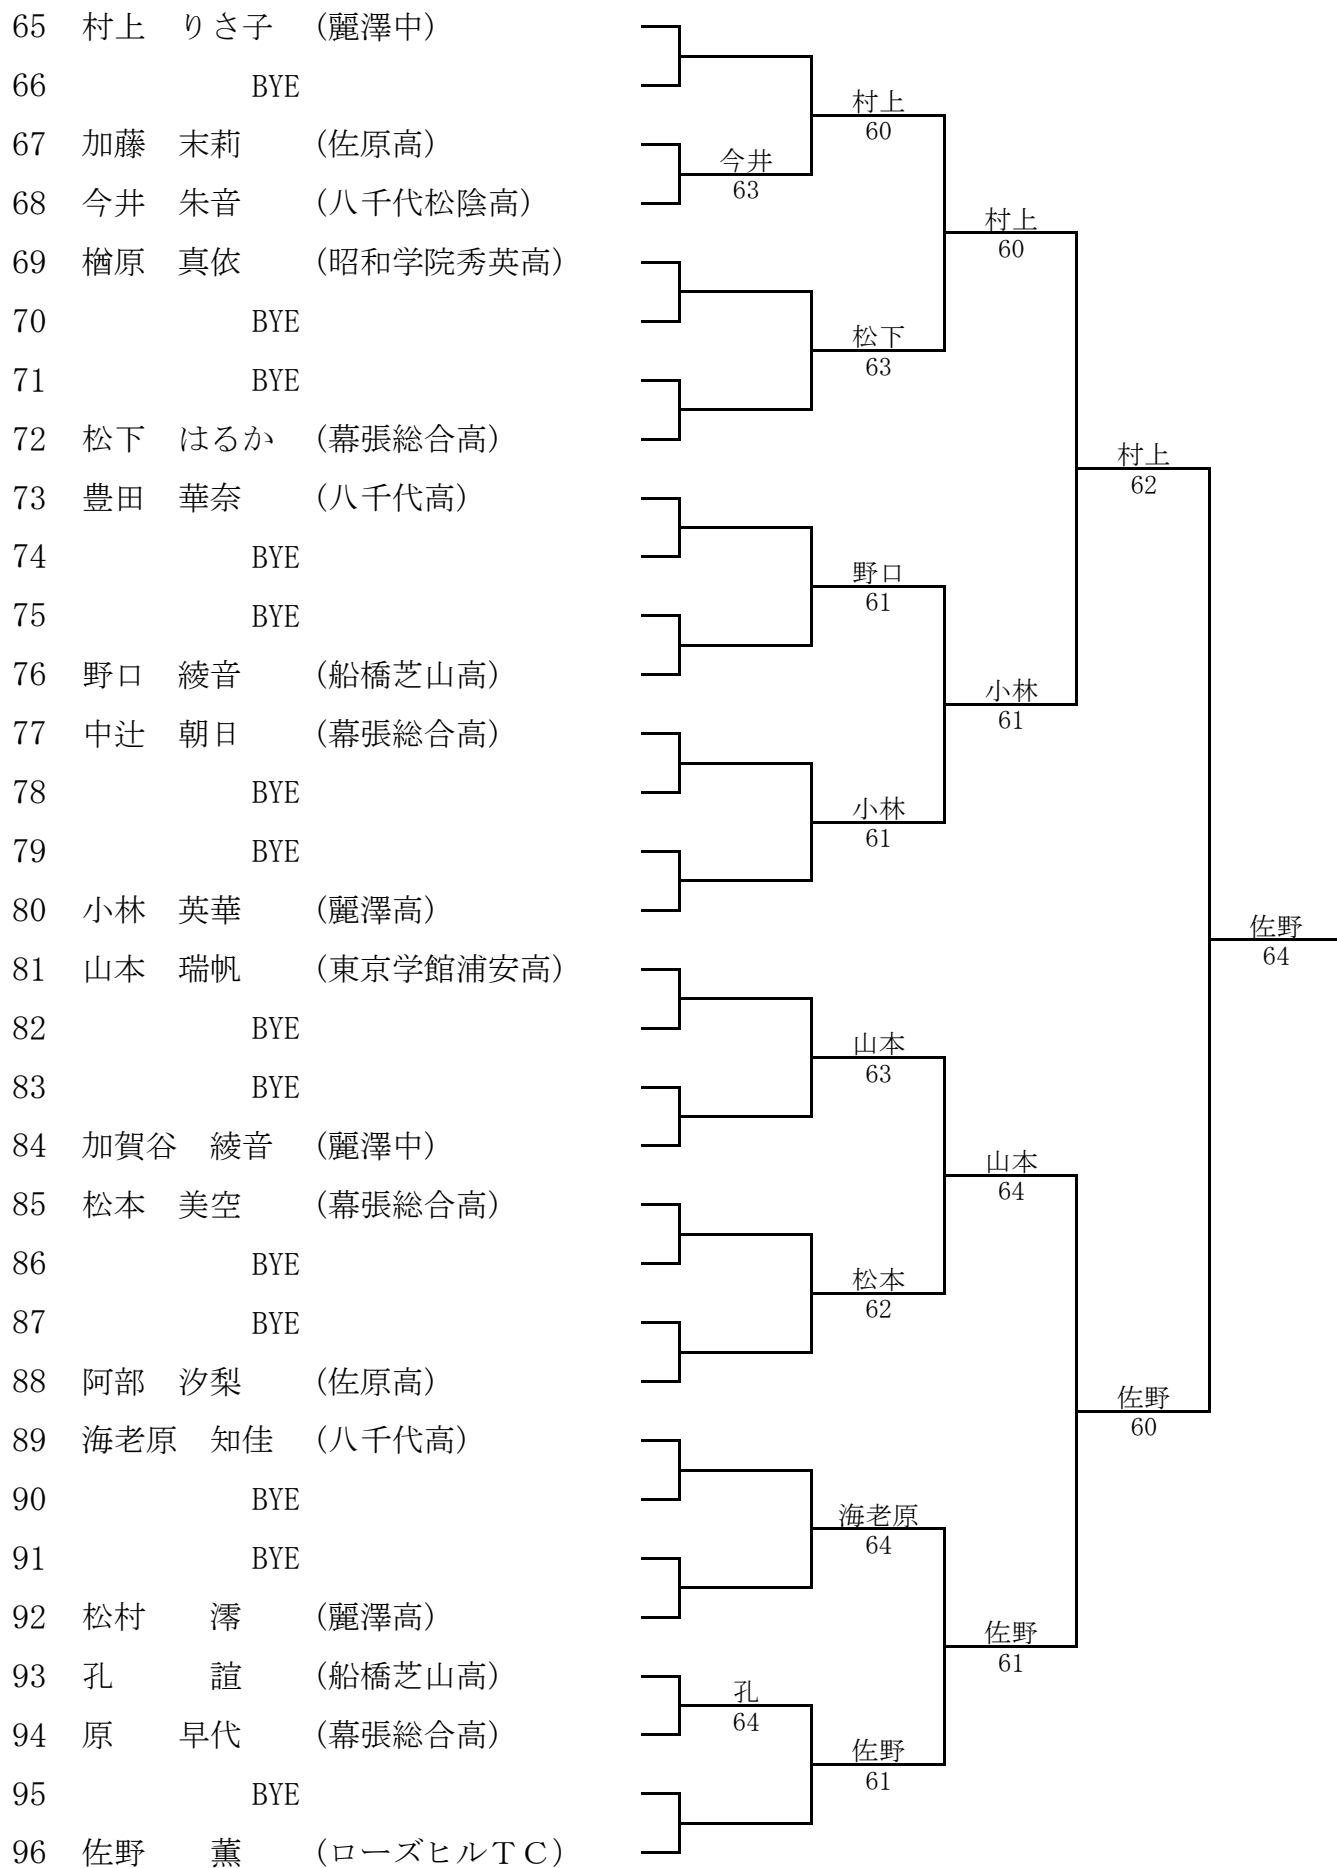 65 村上 りさ子 (麗澤中)
66 BYE
村上
60
67 加藤 末莉 (佐原高)
今井
63
68 今井 朱音 (八千代松陰高)
村上
60
69 楢原 真依 (昭和学院秀英高)
70 BYE
松下
63
71 BYE
72 松下 はるか (幕張総合高)
村上
62
73 豊田 華奈 (八千代高)
74 BYE
野口
61
75 BYE
76 野口 綾音 (船橋芝山高)
小林
61
77 中辻 朝日 (幕張総合高)
78 BYE
小林
61
79 BYE
80 小林 英華 (麗澤高)
佐野
64
81 山本 瑞帆 (東京学館浦安高)
82 BYE
山本
63
83 BYE
84 加賀谷 綾音 (麗澤中)
山本
64
85 松本 美空 (幕張総合高)
86 BYE
松本
62
87 BYE
88 阿部 汐梨 (佐原高)
佐野
60
89 海老原 知佳 (八千代高)
90 BYE
海老原
64
91 BYE
92 松村 澪 (麗澤高)
佐野
61
93 孔 誼 (船橋芝山高)
孔
64
94 原 早代 (幕張総合高)
佐野
61
95 BYE
96 佐野 薫 (ローズヒルＴＣ)